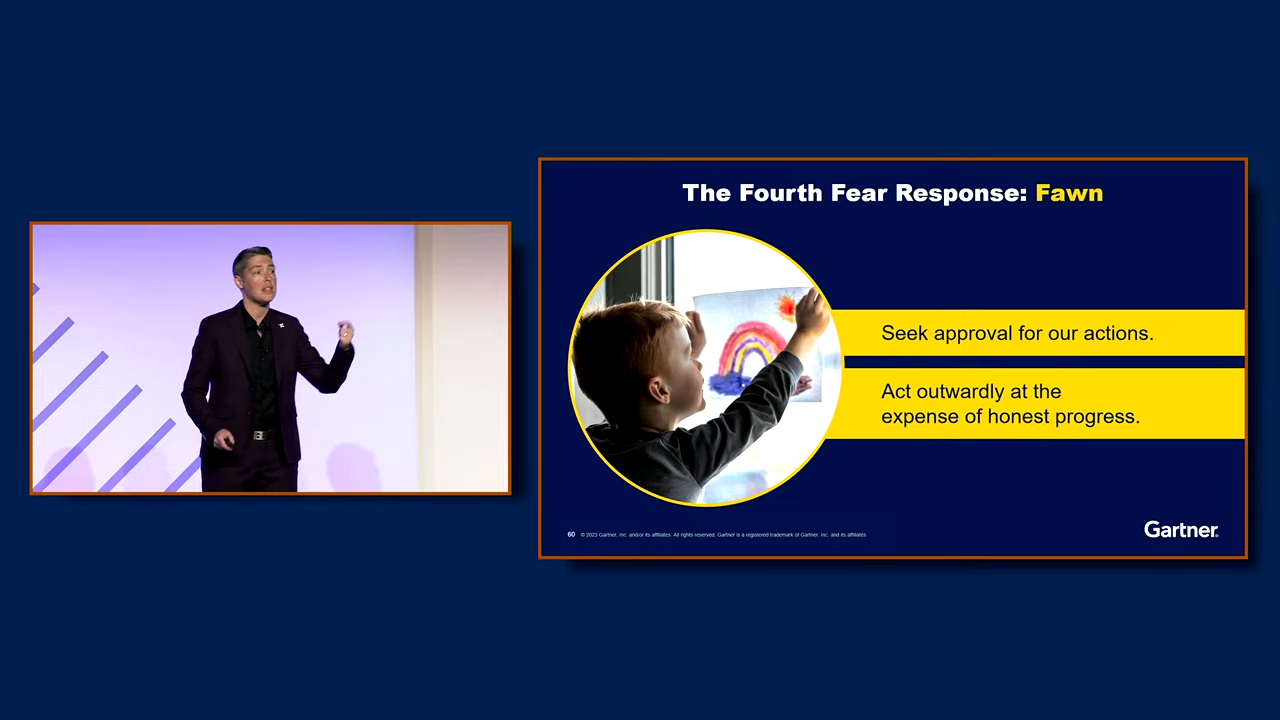 The Fourth Fear Response: Fawn
Seek approval for our actions.
Act outwardly at the
expense of honest progress.
60 © 2023 Gartner, Inc. and/or its affiliates. All rights reserved. Gartner is a registered trademark of Gartner, Inc. and its affiliates
Gartner®